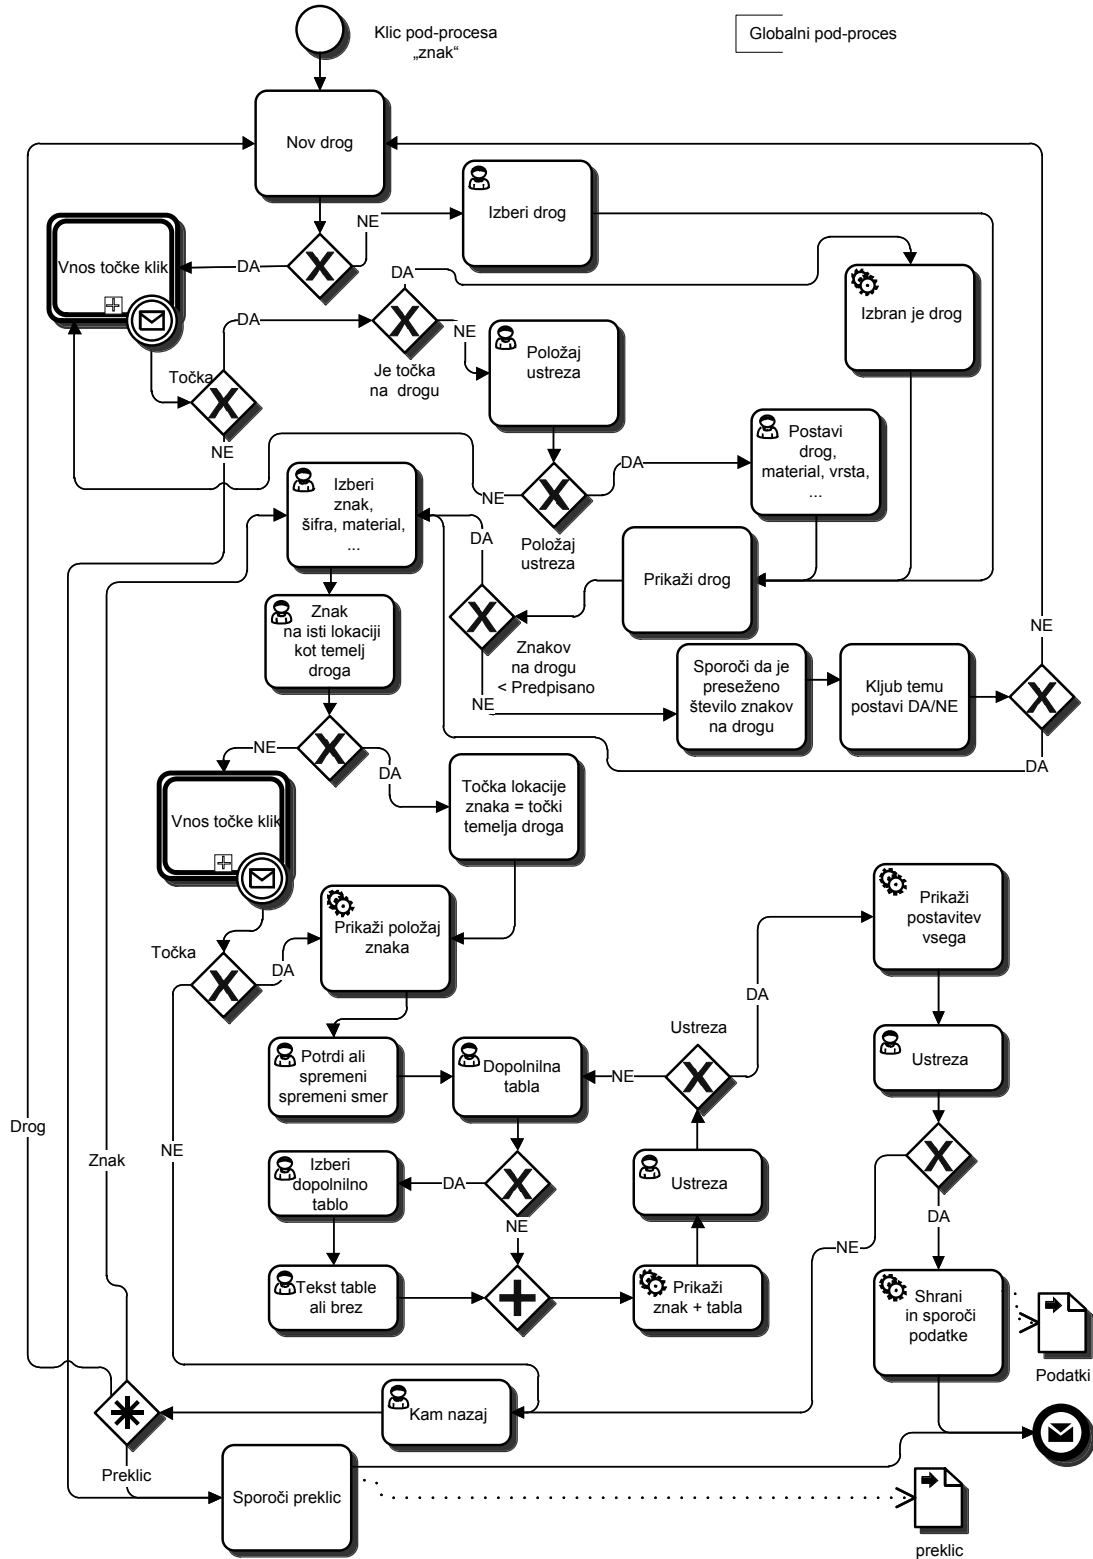 Klic pod-procesa
„znak“
Globalni pod-proces
Nov drog
Izberi drog
NE
DA
Vnos točke klik
DA
Izbran je drog
DA
Točka
Je točka
na drogu
NE
Položaj
ustreza
NE
Postavi
drog,
material, vrsta,
...
DA
NE
Položaj
ustreza
Izberi
znak,
šifra, material,
...
DA
Prikaži drog
Znak
na isti lokaciji
kot temelj
droga
Znakov
na drogu
< Predpisano
NE
Sporoči da je
preseženo
število znakov
na drogu
Kljub temu
postavi DA/NE
NE
DA
NE
DA
Vnos točke klik
Točka lokacije
znaka = točki
temelja droga
Prikaži položaj
znaka
Točka
DA
NE
Prikaži
postavitev
vsega
DA
Ustreza
Ustreza
Potrdi ali
spremeni
spremeni smer
Dopolnilna
tabla
NE
Drog
Znak
Izberi
dopolnilno
tablo
DA
NE
Ustreza
DA
NE
Tekst table
ali brez
Prikaži
znak + tabla
Shrani
in sporoči
podatke
Podatki
Kam nazaj
Preklic
Sporoči preklic
preklic